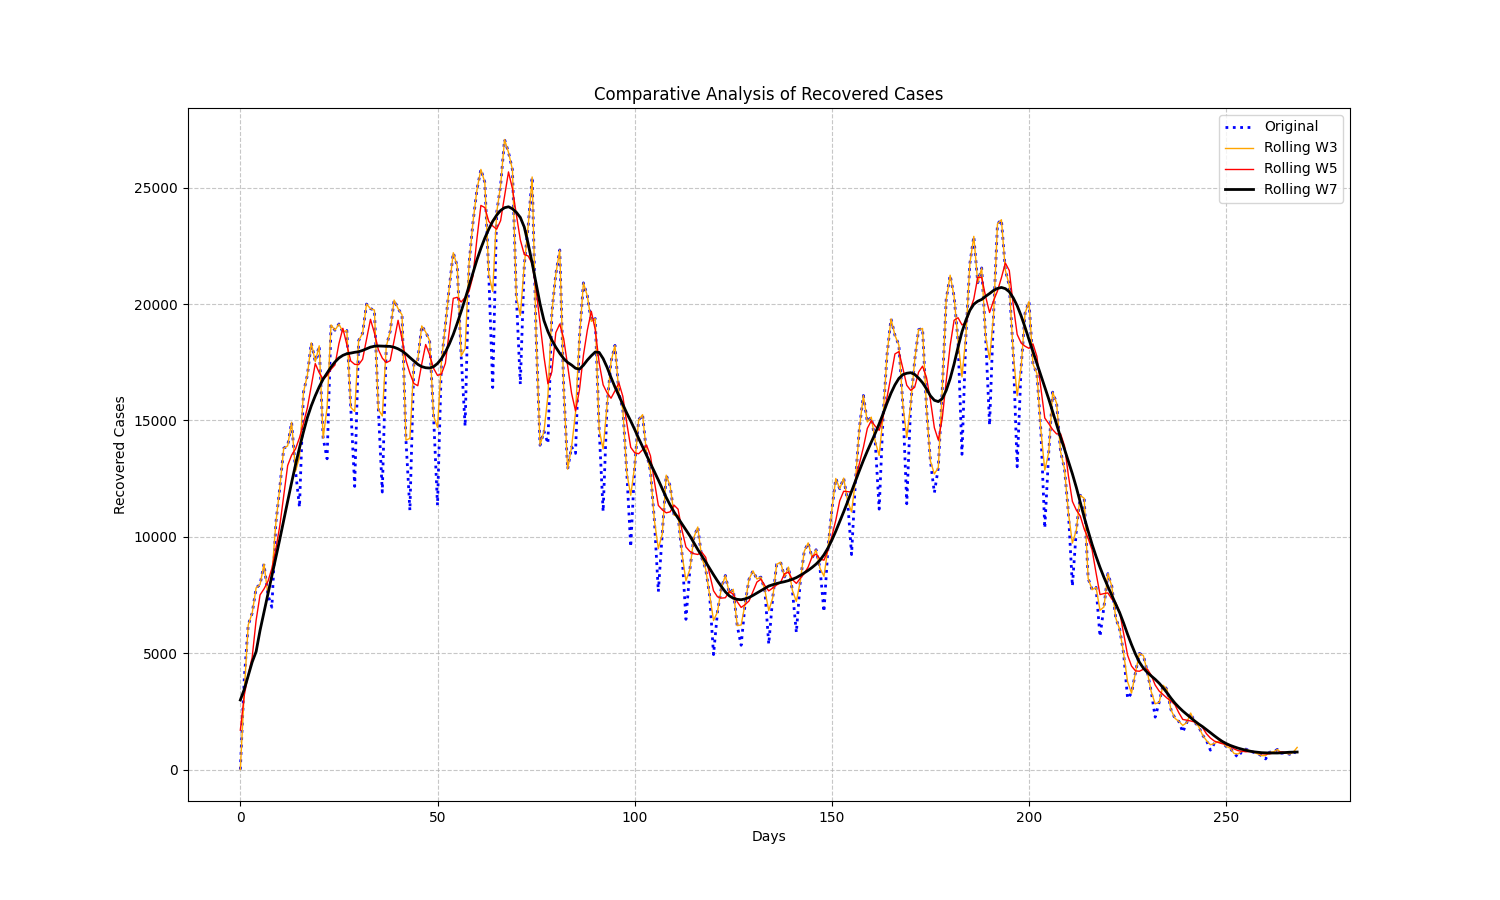 Comparative Analysis of Recovered Cases
Original
Rolling W3
Rolling W5
Rolling W7
Recovered Cases
25000
20000
15000
10000
5000
0
0 50 100 150 200 250
Days